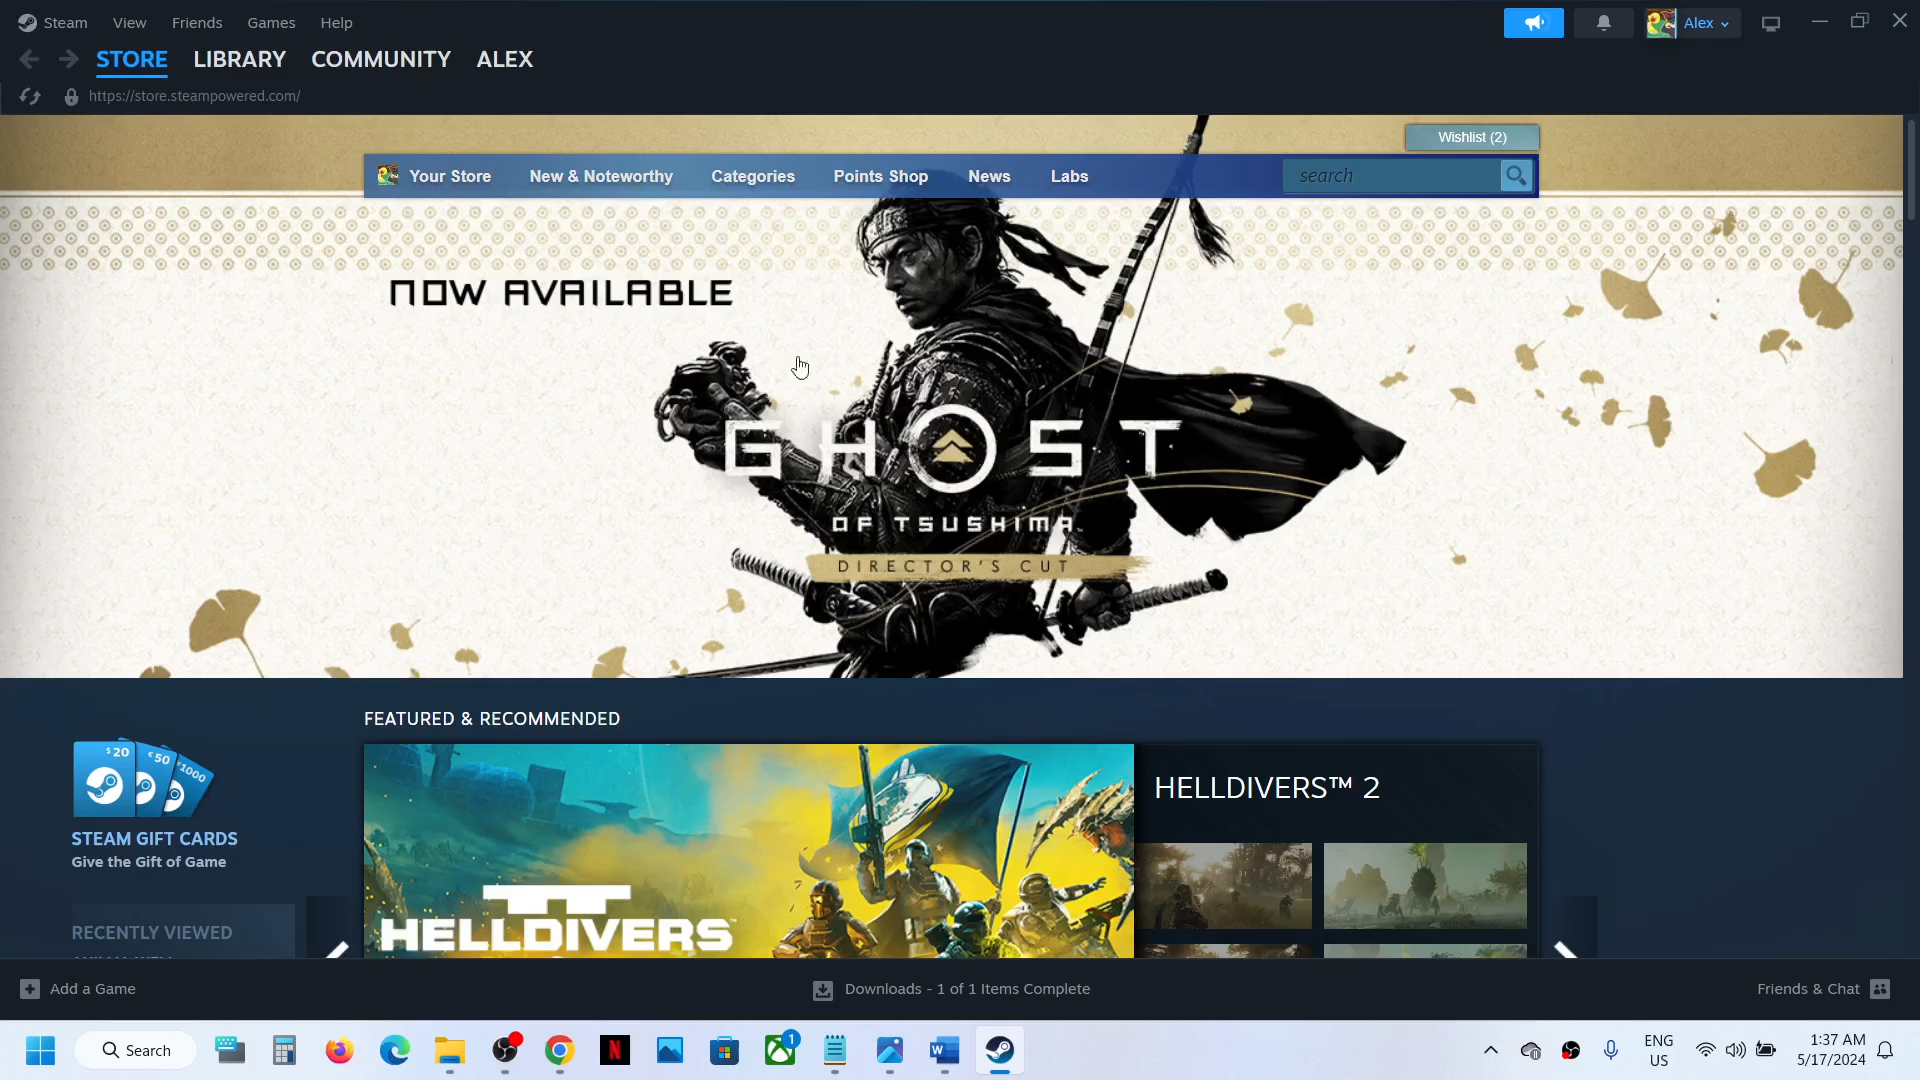 Steam View Friends Games Help Alex
STORE LIBRARY COMMUNITY ALEX
https://store.steampowered.com/
Wishlist (2)
Your Store New & Noteworthy Categories Points Shop News Labs search
NOW AVAILABLE
GHOST
OF TSUSHIMA
DIRECTOR'S CUT
FEATURED & RECOMMENDED
$20 €50 1000
STEAM GIFT CARDS
Give the Gift of Game
HELLDIVERS™ 2
HELLDIVERS
RECENTLY VIEWED
Add a Game Downloads - 1 of 1 Items Complete Friends & Chat
Search 1 ENG 1:37 AM
US 5/17/2024